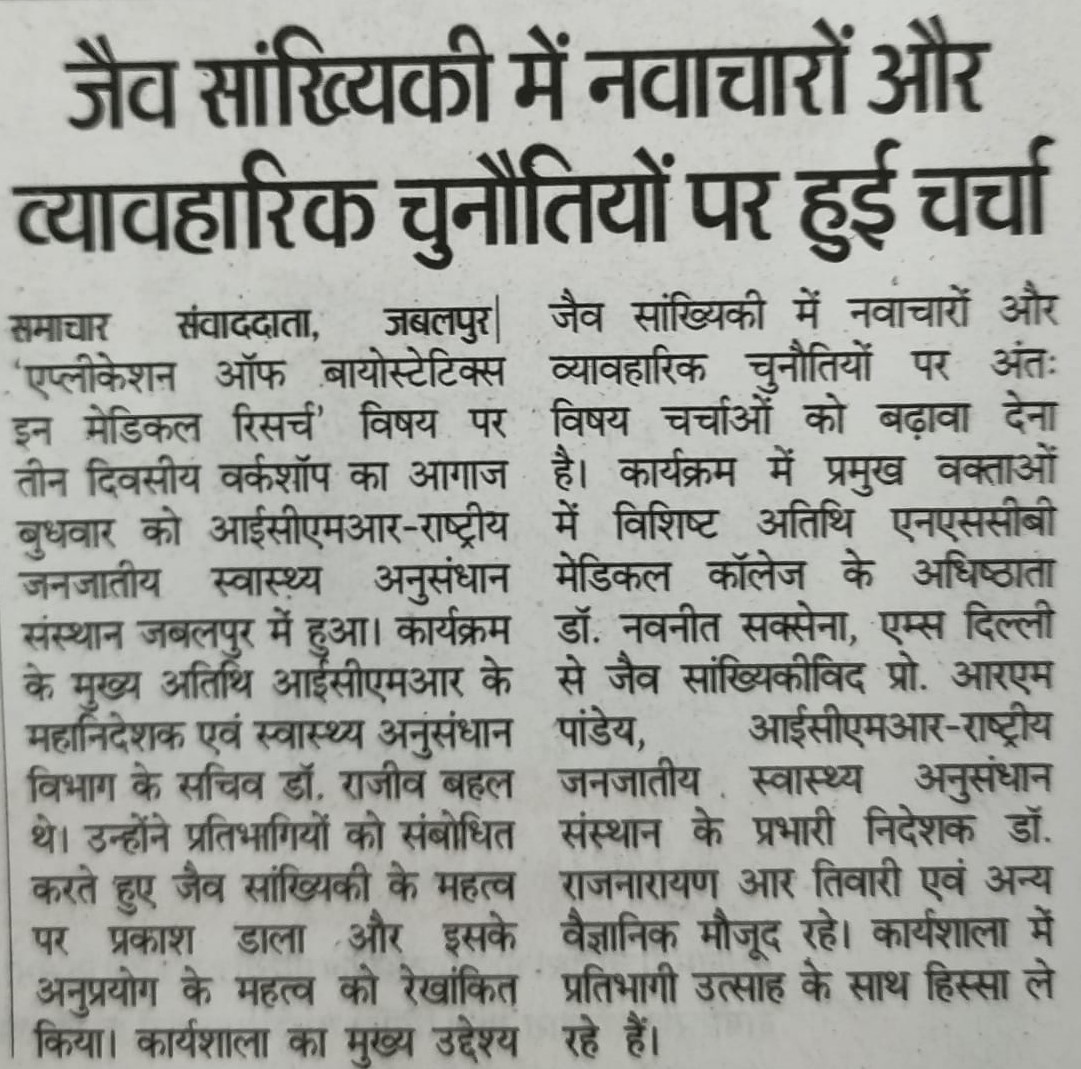 जैव सांख्यिकी में नवाचारों और
व्यावहारिक चुनौतियों पर हुई चर्चा
समाचार संवाददाता, जबलपुर|
'एप्लीकेशन ऑफ बायोस्टेटिक्स
इन मेडिकल रिसर्च' विषय पर
तीन दिवसीय वर्कशॉप का आगाज
बुधवार को आईसीएमआर-राष्ट्रीय
जनजातीय स्वास्थ्य अनुसंधान
संस्थान जबलपुर में हुआ। कार्यक्रम
के मुख्य अतिथि आईसीएमआर के
महानिदेशक एवं स्वास्थ्य अनुसंधान
विभाग के सचिव डॉ. राजीव बहल
थे। उन्होंने प्रतिभागियों को संबोधित
करते हुए जैव सांख्यिकी के महत्व
पर प्रकाश डाला और इसके
अनुप्रयोग के महत्व को रेखांकित
किया। कार्यशाला का मुख्य उद्देश्य
जैव सांख्यिकी में नवाचारों और
व्यावहारिक चुनौतियों पर अंतः
विषय चर्चाओं को बढ़ावा देना
है। कार्यक्रम में प्रमुख वक्ताओं
में विशिष्ट अतिथि एनएससीबी
मेडिकल कॉलेज के अधिष्ठाता
डॉ. नवनीत सक्सेना, एम्स दिल्ली
से जैव सांख्यिकीविद प्रो. आरएम
पांडेय, आईसीएमआर-राष्ट्रीय
जनजातीय स्वास्थ्य अनुसंधान
संस्थान के प्रभारी निदेशक डॉ.
राजनारायण आर तिवारी एवं अन्य
वैज्ञानिक मौजूद रहे। कार्यशाला में
प्रतिभागी उत्साह के साथ हिस्सा ले
रहे हैं।